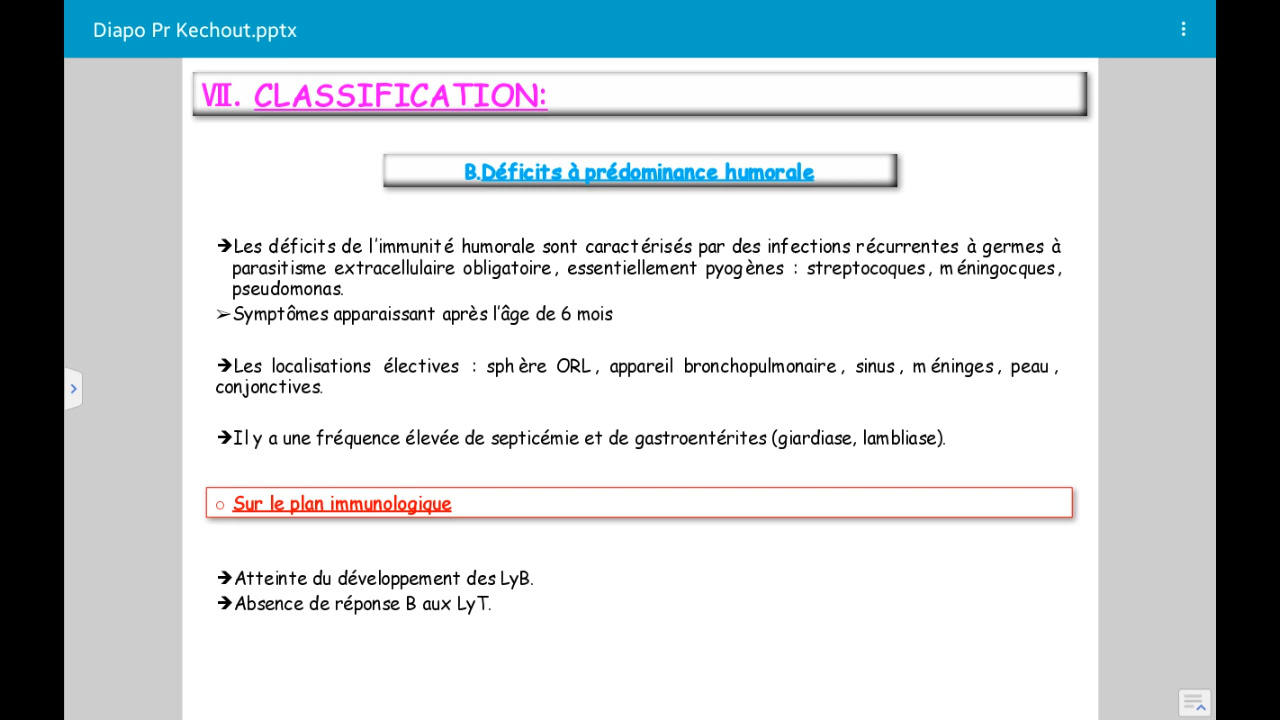 Diapo Pr Kechout.pptx
VII. CLASSIFICATION:
B.Déficits à prédominance humorale
➔Les déficits de l'immunité humorale sont caractérisés par des infections récurrentes à germes à
parasitisme extracellulaire obligatoire, essentiellement pyogènes : streptocoques, méningocques,
pseudomonas.
➢Symptômes apparaissant après l'âge de 6 mois
➔Les localisations électives : sphère ORL, appareil bronchopulmonaire, sinus, méninges, peau,
conjonctives.
➔Il y a une fréquence élevée de septicémie et de gastroentérites (giardiase, lambliase).
○ Sur le plan immunologique
➔Atteinte du développement des LyB.
➔Absence de réponse B aux LyT.